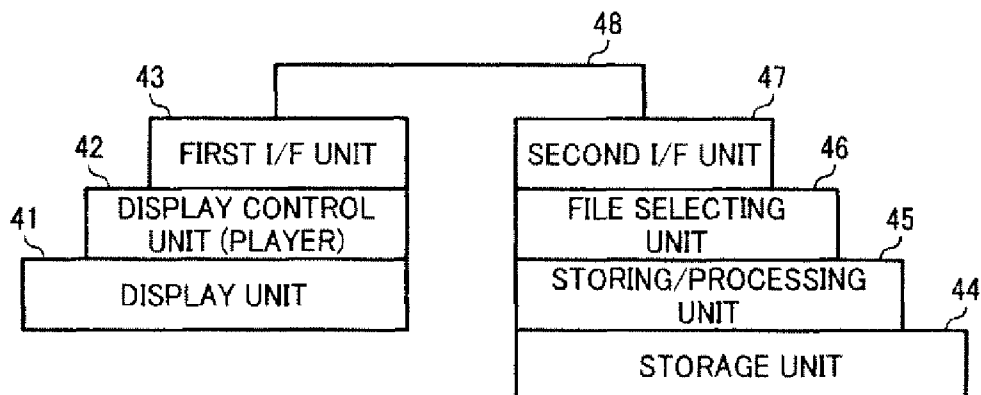 48
43
FIRST I/F UNIT
42
DISPLAY CONTROL
UNIT (PLAYER)
41
DISPLAY UNIT
47
SECOND I/F UNIT
46
FILE SELECTING
UNIT
45
STORING/PROCESSING
UNIT
44
STORAGE UNIT